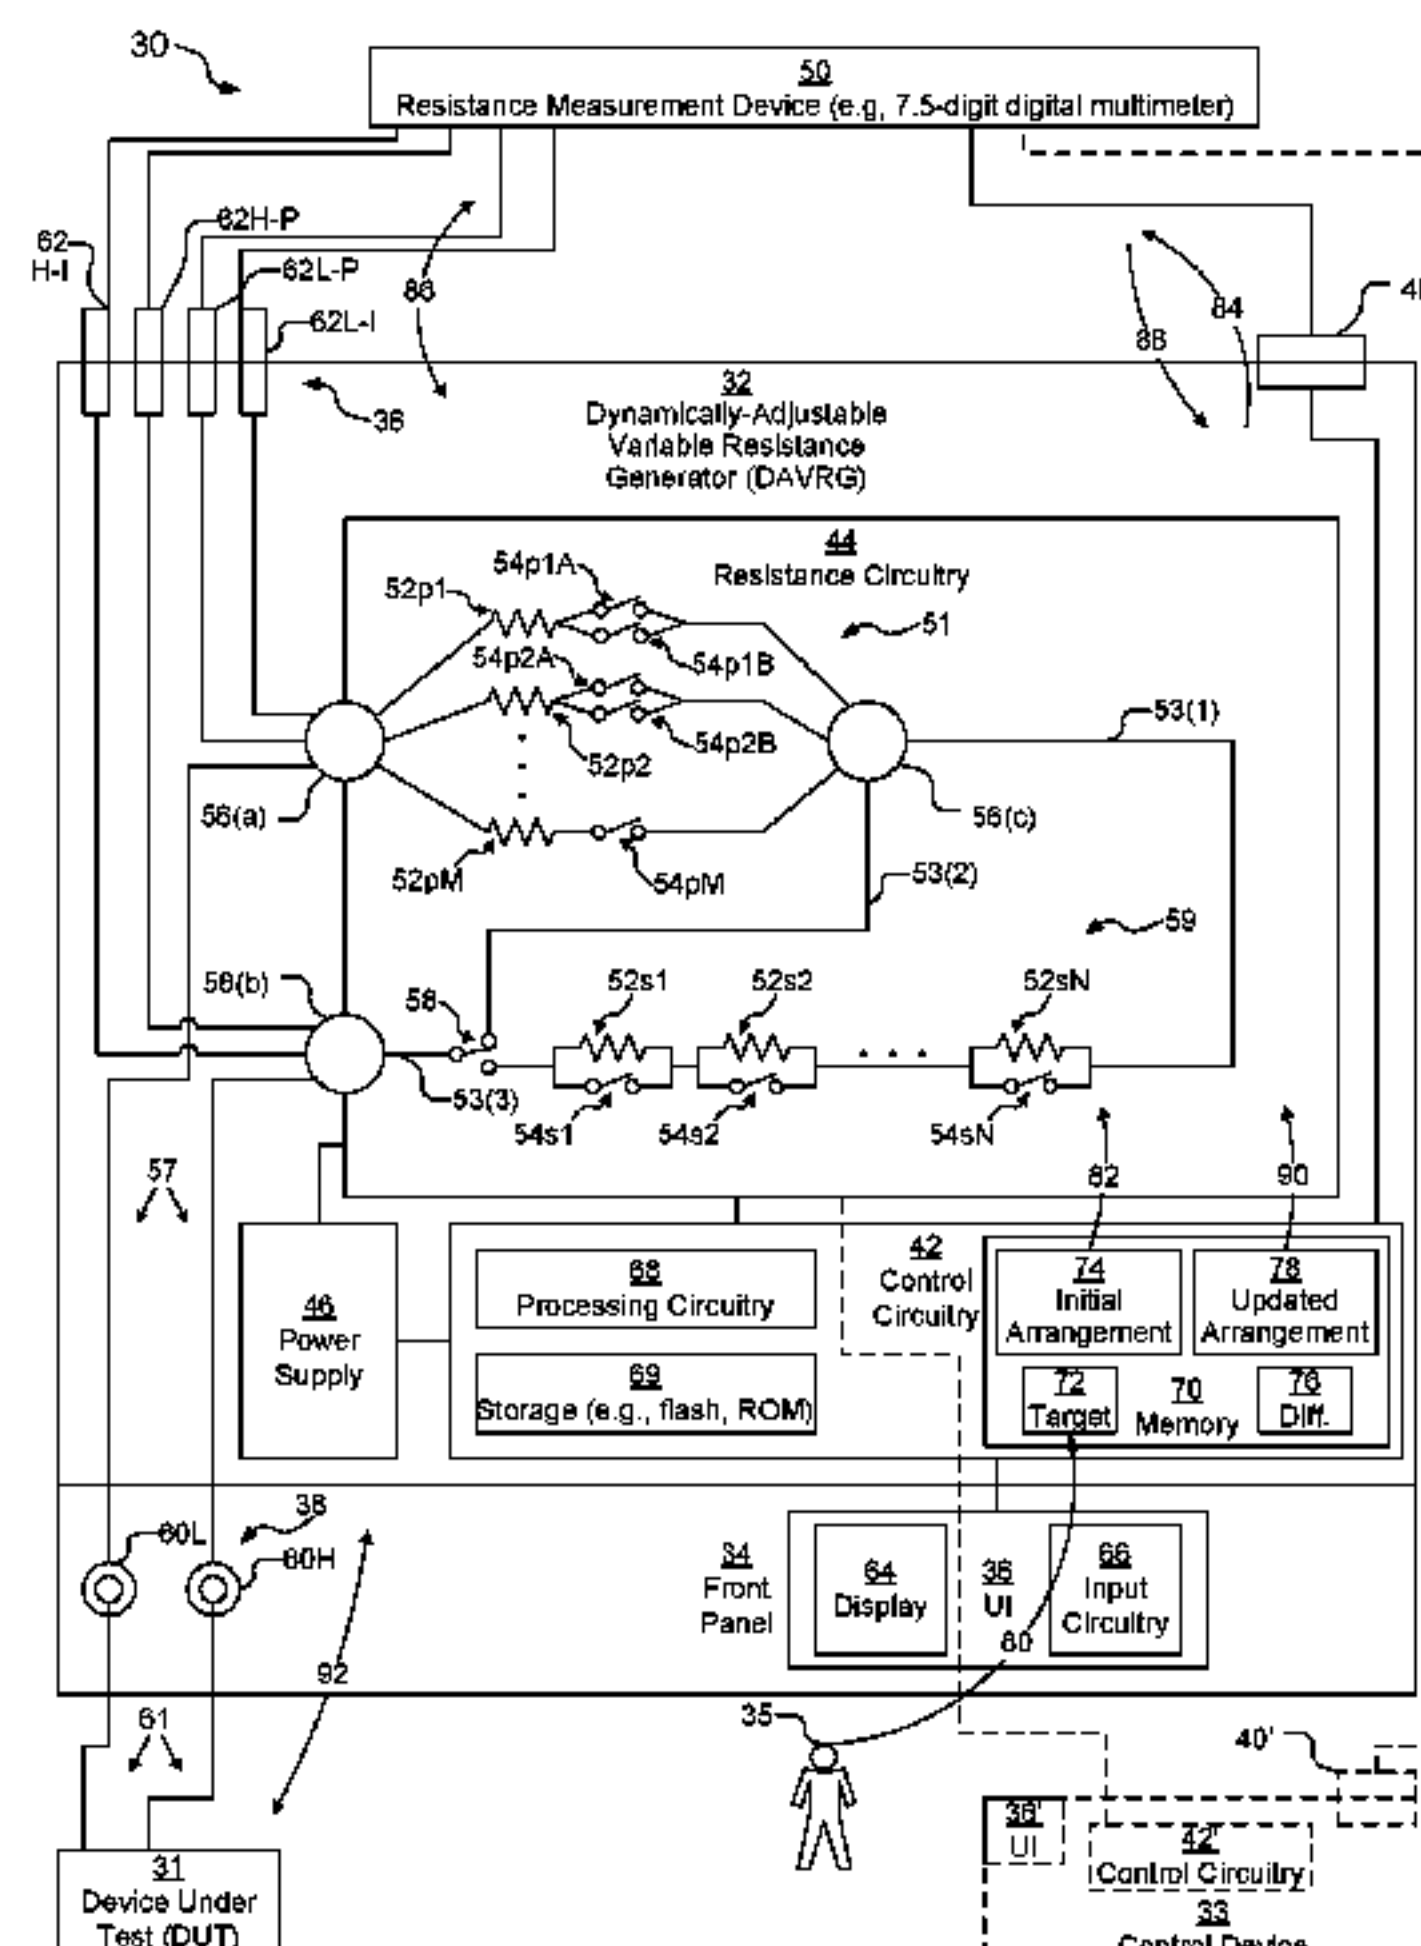 30
50
Resistance Measurement Device (e.g, 7.5-digit digital multimeter)
62
H-I
62H-P
62L-P
62L-I
86
84
88
36
32
Dynamically-Adjustable
Variable Resistance
Generator (DAVRG)
44
Resistance Circuitry
54p1A
52p1
51
54p1B
54p2A
54p2B
52p2
53(1)
56(a)
56(c)
52pM
54pM
53(2)
59
56(b)
58
52s1
52s2
52sN
53(3)
54s1
54s2
54sN
57
82
90
46
Power
Supply
68
Processing Circuitry
69
Storage (e.g., flash, ROM)
42
Control
Circuitry
74
Initial
Arrangement
78
Updated
Arrangement
72
Target
70
Memory
76
Diff.
38
60L
60H
34
Front
Panel
64
Display
36
UI
66
Input
Circuitry
80
92
61
35
40'
36'
UI
42'
Control Circuitry
33
Control Device
31
Device Under
Test (DUT)